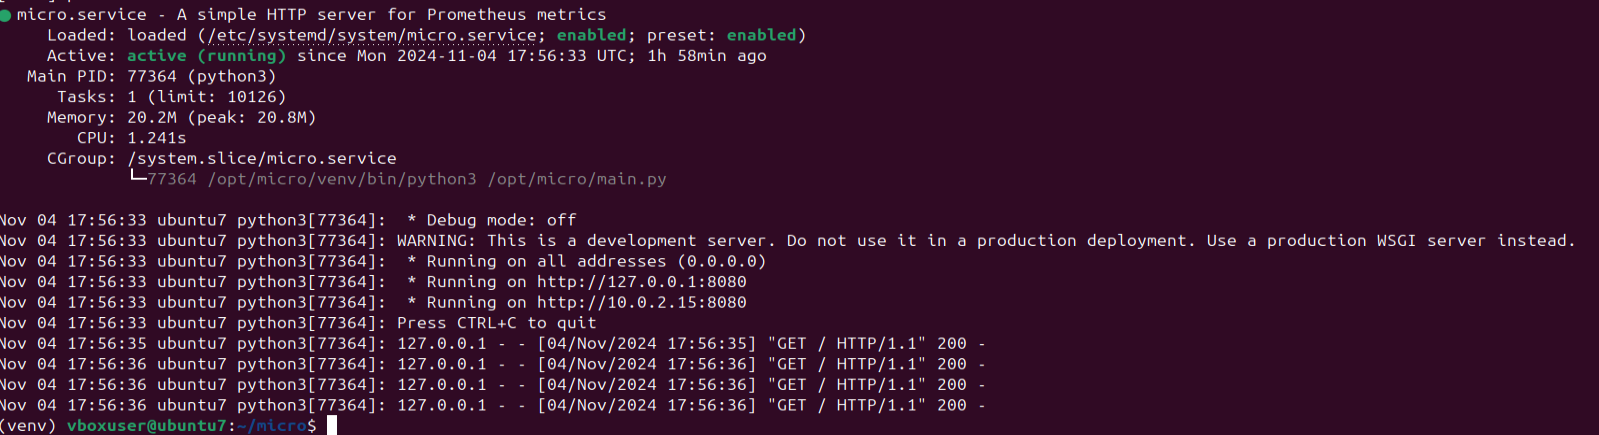 ● micro.service - A simple HTTP server for Prometheus metrics
     Loaded: loaded (/etc/systemd/system/micro.service; enabled; preset: enabled)
     Active: active (running) since Mon 2024-11-04 17:56:33 UTC; 1h 58min ago
   Main PID: 77364 (python3)
      Tasks: 1 (limit: 10126)
     Memory: 20.2M (peak: 20.8M)
        CPU: 1.241s
     CGroup: /system.slice/micro.service
             └─77364 /opt/micro/venv/bin/python3 /opt/micro/main.py
Nov 04 17:56:33 ubuntu7 python3[77364]:  * Debug mode: off
Nov 04 17:56:33 ubuntu7 python3[77364]: WARNING: This is a development server. Do not use it in a production deployment. Use a production WSGI server instead.
Nov 04 17:56:33 ubuntu7 python3[77364]:  * Running on all addresses (0.0.0.0)
Nov 04 17:56:33 ubuntu7 python3[77364]:  * Running on http://127.0.0.1:8080
Nov 04 17:56:33 ubuntu7 python3[77364]:  * Running on http://10.0.2.15:8080
Nov 04 17:56:33 ubuntu7 python3[77364]: Press CTRL+C to quit
Nov 04 17:56:35 ubuntu7 python3[77364]: 127.0.0.1 - - [04/Nov/2024 17:56:35] "GET / HTTP/1.1" 200 -
Nov 04 17:56:36 ubuntu7 python3[77364]: 127.0.0.1 - - [04/Nov/2024 17:56:36] "GET / HTTP/1.1" 200 -
Nov 04 17:56:36 ubuntu7 python3[77364]: 127.0.0.1 - - [04/Nov/2024 17:56:36] "GET / HTTP/1.1" 200 -
Nov 04 17:56:36 ubuntu7 python3[77364]: 127.0.0.1 - - [04/Nov/2024 17:56:36] "GET / HTTP/1.1" 200 -
(venv) vboxuser@ubuntu7:~/micro$